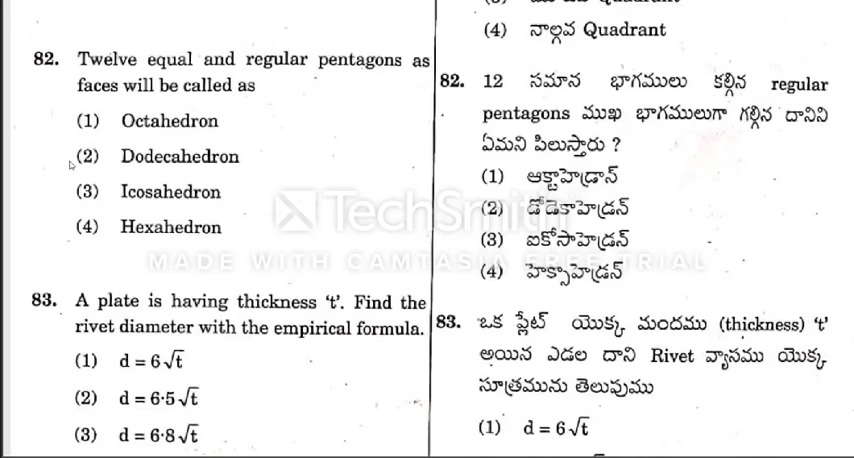 82. Twelve equal and regular pentagons as
faces will be called as
(1) Octahedron
(2) Dodecahedron
(3) Icosahedron
(4) Hexahedron
83. A plate is having thickness ‘t’. Find the
rivet diameter with the empirical formula.
(1) d = 6√t
(2) d = 6·5√t
(3) d = 6·8√t
(4) నాల్గవ Quadrant
82. 12 సమాన భాగములు కల్గిన regular
pentagons ముఖ భాగములుగా గల్గిన దానిని
ఏమని పిలుస్తారు ?
(1) ఆక్టాహెడ్రాన్
(2) డోడెకాహెడ్రన్
(3) ఐకోసాహెడ్రన్
(4) హెక్సాహెడ్రన్
83. ఒక ప్లేట్ యొక్క మందము (thickness) ‘t’
అయిన ఎడల దాని Rivet వ్యాసము యొక్క
సూత్రమును తెలుపుము
(1) d = 6√t
TechSmith
MADE WITH CAMTASIA FREE TRIAL